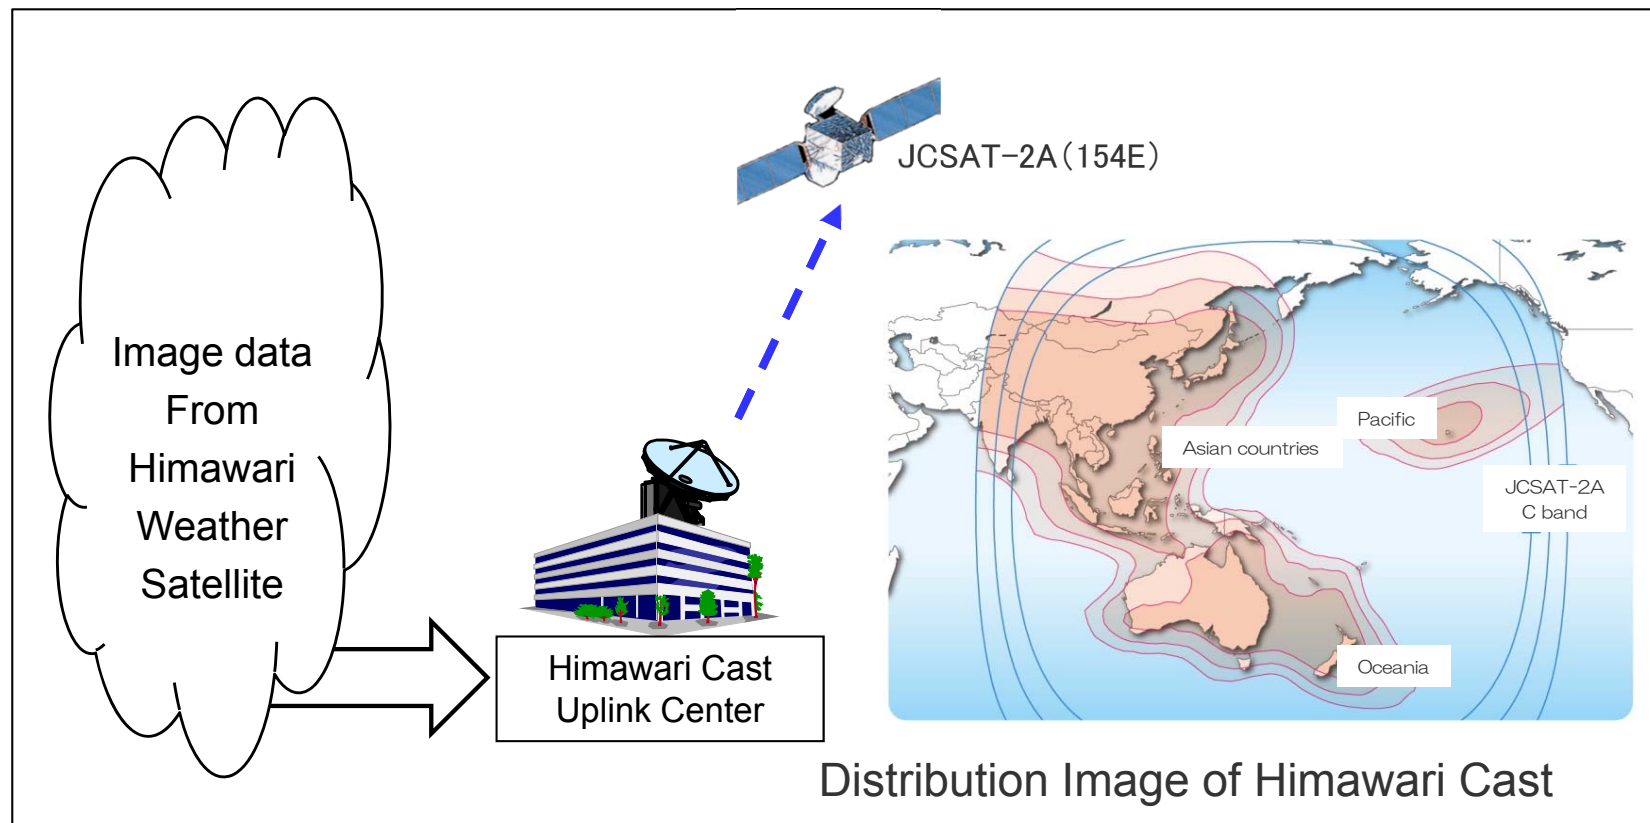 Image data
From
Himawari
Weather
Satellite
Himawari Cast
Uplink Center
JCSAT-2A(154E)
Pacific
Asian countries
JCSAT-2A
C band
Oceania
Distribution Image of Himawari Cast